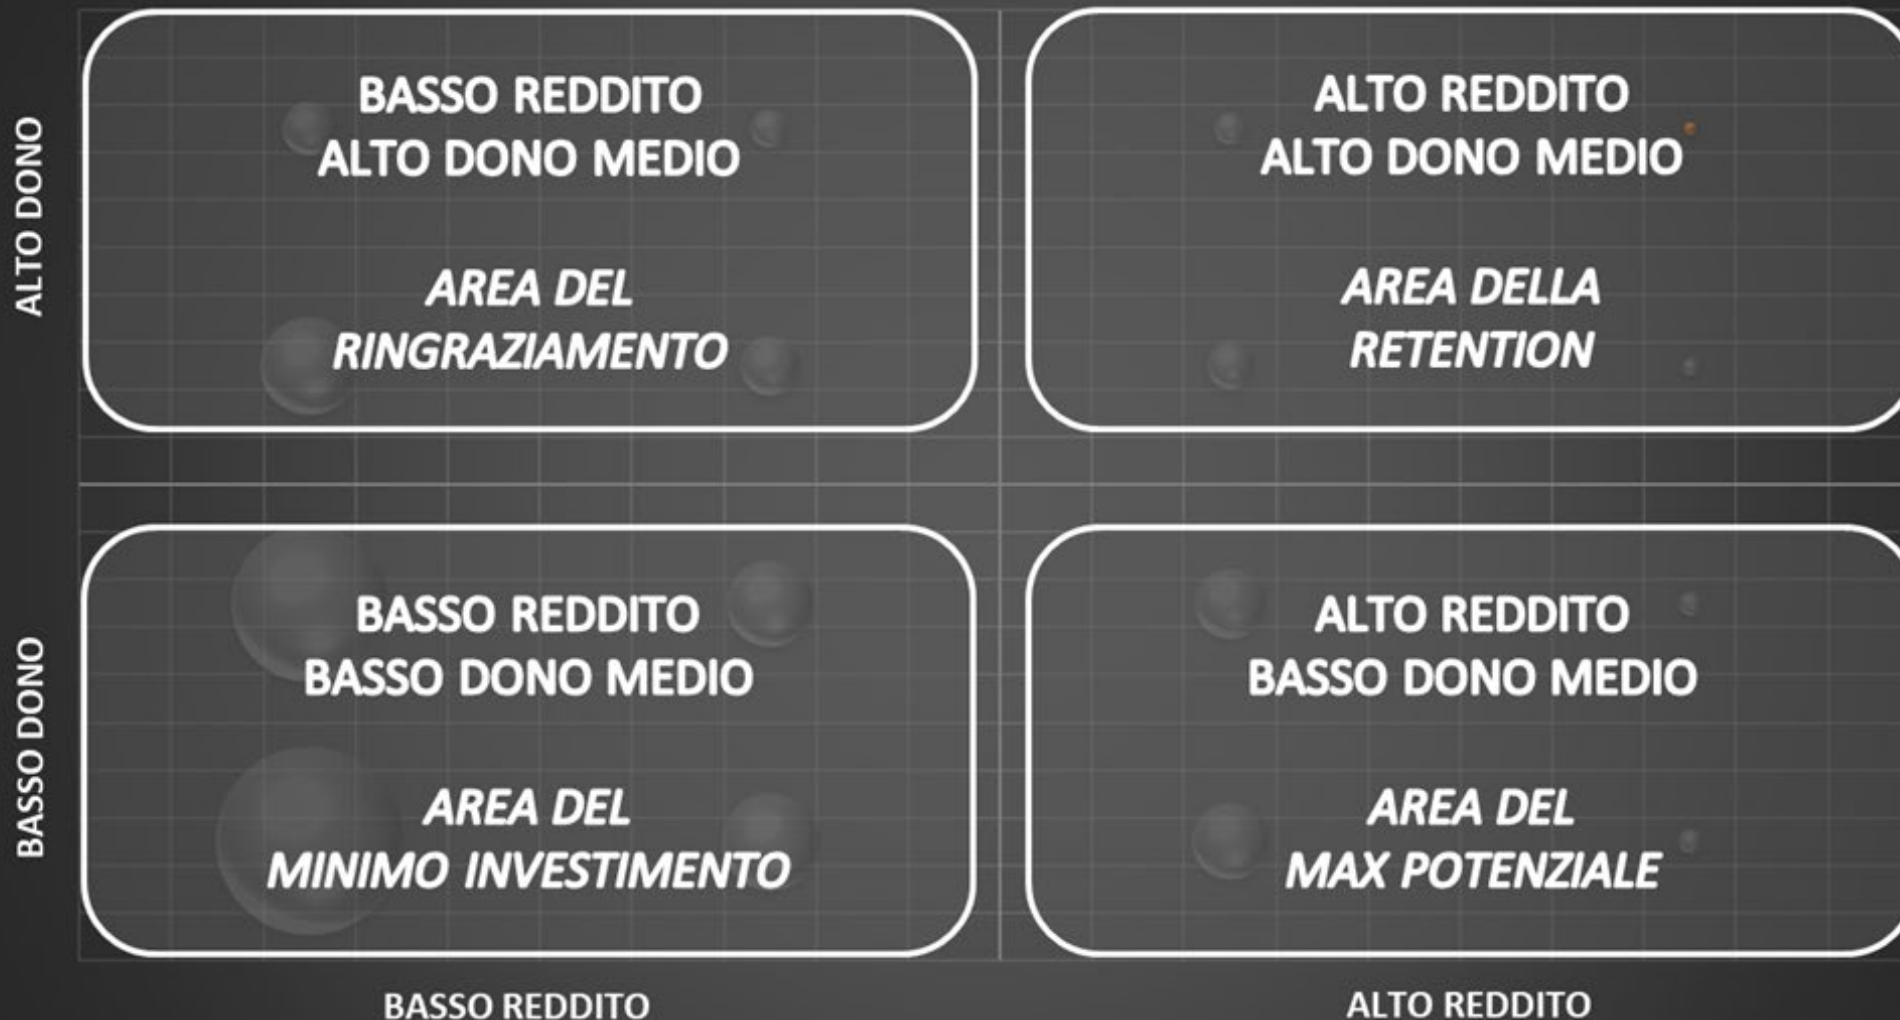 ALTO DONO
BASSO REDDITO
ALTO DONO MEDIO
AREA DEL
RINGRAZIAMENTO
ALTO REDDITO
ALTO DONO MEDIO
AREA DELLA
RETENTION
BASSO DONO
BASSO REDDITO
BASSO DONO MEDIO
AREA DEL
MINIMO INVESTIMENTO
ALTO REDDITO
BASSO DONO MEDIO
AREA DEL
MAX POTENZIALE
BASSO REDDITO
ALTO REDDITO